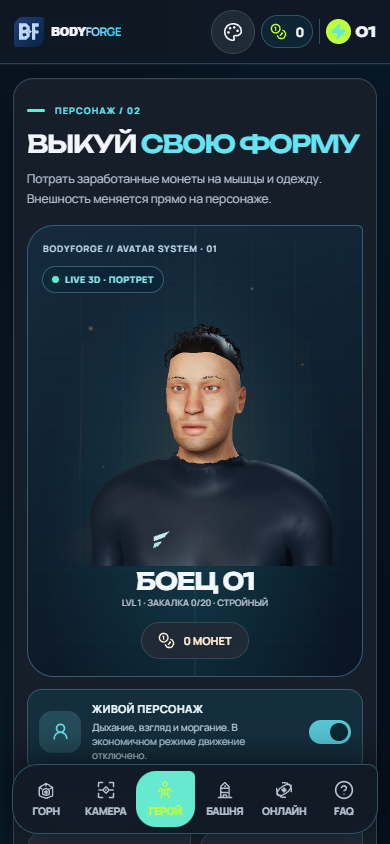 BF BODYFORGE 0 01
ПЕРСОНАЖ / 02
ВЫКУЙ СВОЮ ФОРМУ
Потрать заработанные монеты на мышцы и одежду.
Внешность меняется прямо на персонаже.
BODYFORGE // AVATAR SYSTEM · 01
LIVE 3D · ПОРТРЕТ
БОЕЦ 01
LVL 1 · ЗАКАЛКА 0/20 · СТРОЙНЫЙ
0 МОНЕТ
ЖИВОЙ ПЕРСОНАЖ
Дыхание, взгляд и моргание. В
экономичном режиме движение
отключено.
ГОРН КАМЕРА ГЕРОЙ БАШНЯ ОНЛАЙН FAQ